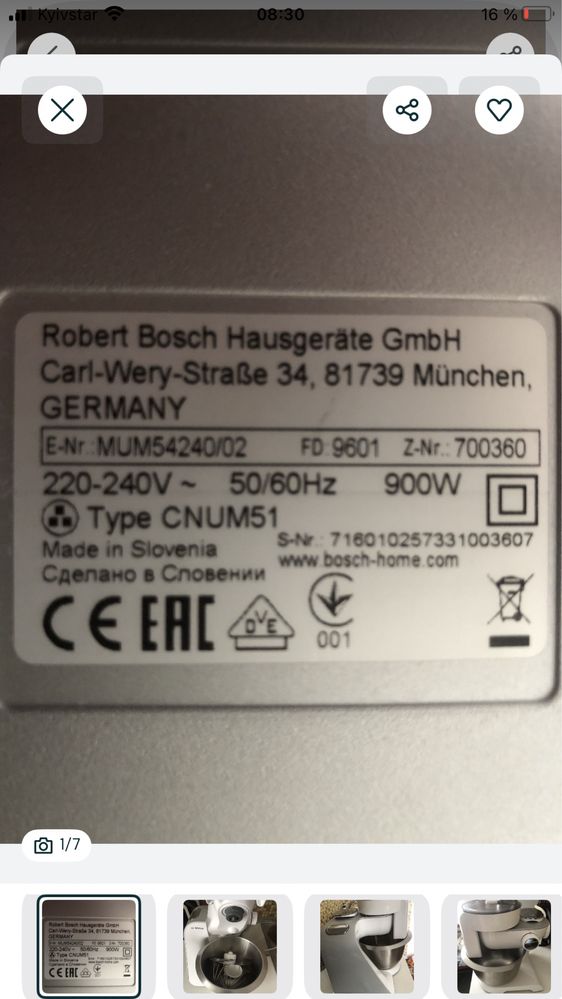 Kyivstar 08:30 16 %
Robert Bosch Hausgeräte GmbH
Carl-Wery-Straße 34, 81739 München,
GERMANY
E-Nr.:MUM54240/02 FD:9601 Z-Nr.:700360
220-240V ~ 50/60Hz 900W
Type CNUM51
S-Nr.: 716010257331003607
Made in Slovenia
www.bosch-home.com
Сделано в Словении
CE EAC DVE
001
1/7